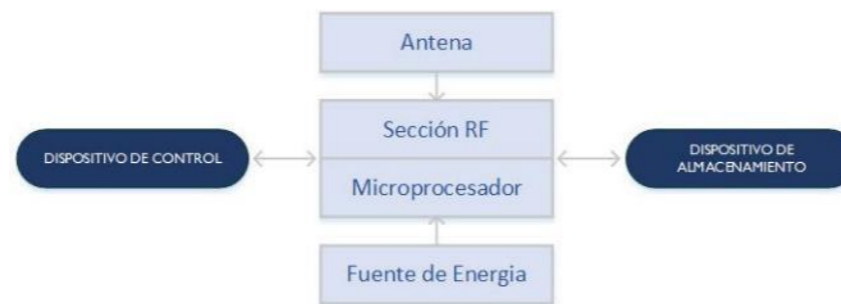 Antena
Sección RF
DISPOSITIVO DE CONTROL
DISPOSITIVO DE
ALMACENAMIENTO
Microprocesador
Fuente de Energia